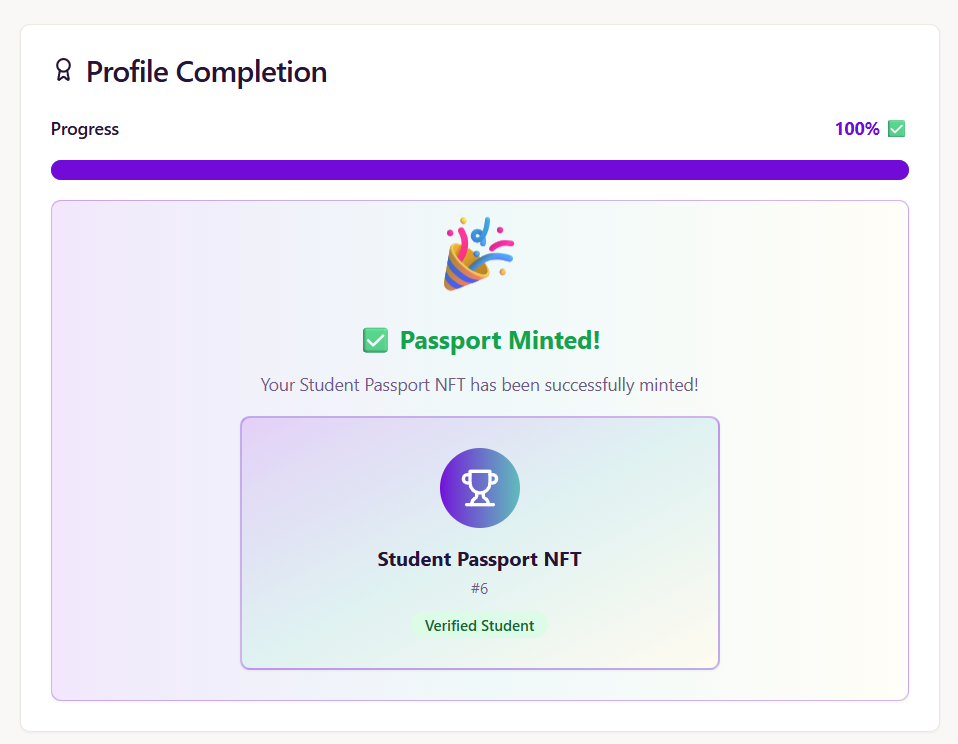 Profile Completion
Progress
100% ✅
✅ Passport Minted!
Your Student Passport NFT has been successfully minted!
Student Passport NFT
#6
Verified Student